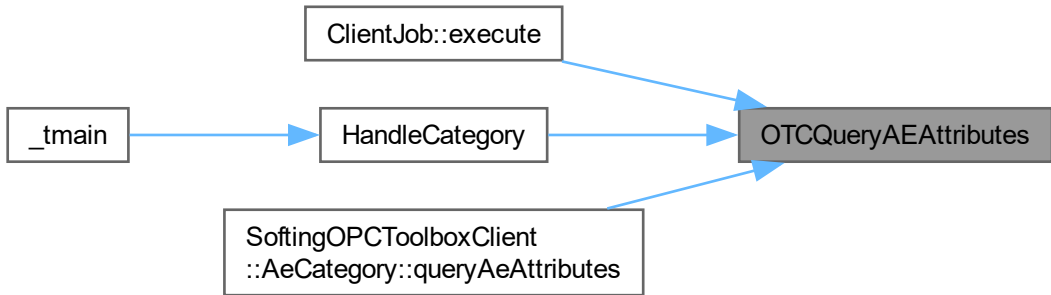 ClientJob::execute
_tmain
HandleCategory
OTCQueryAEAttributes
SoftingOPCToolboxClient
::AeCategory::queryAeAttributes